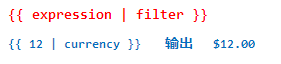 {{ expression | filter }}
{{ 12 | currency }} 输出 $12.00